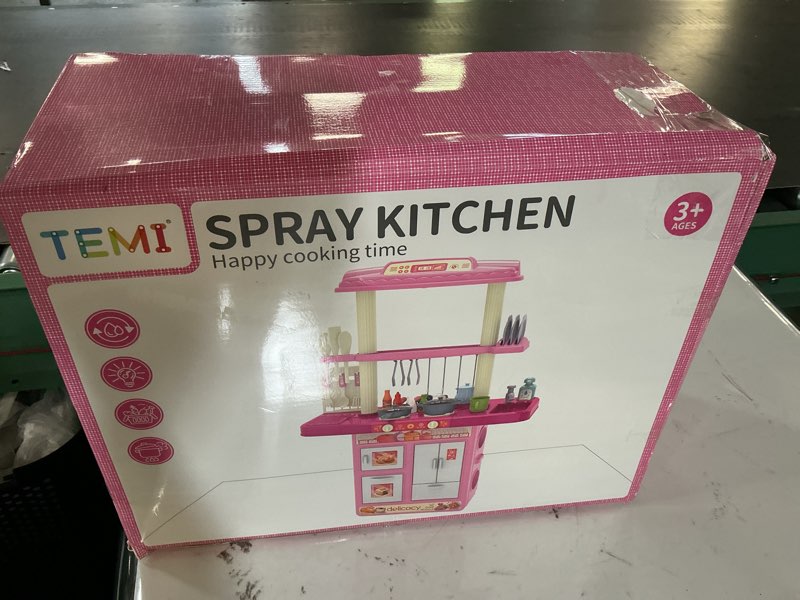 TEMI®
SPRAY KITCHEN
Happy cooking time
3+
AGES
delicacy